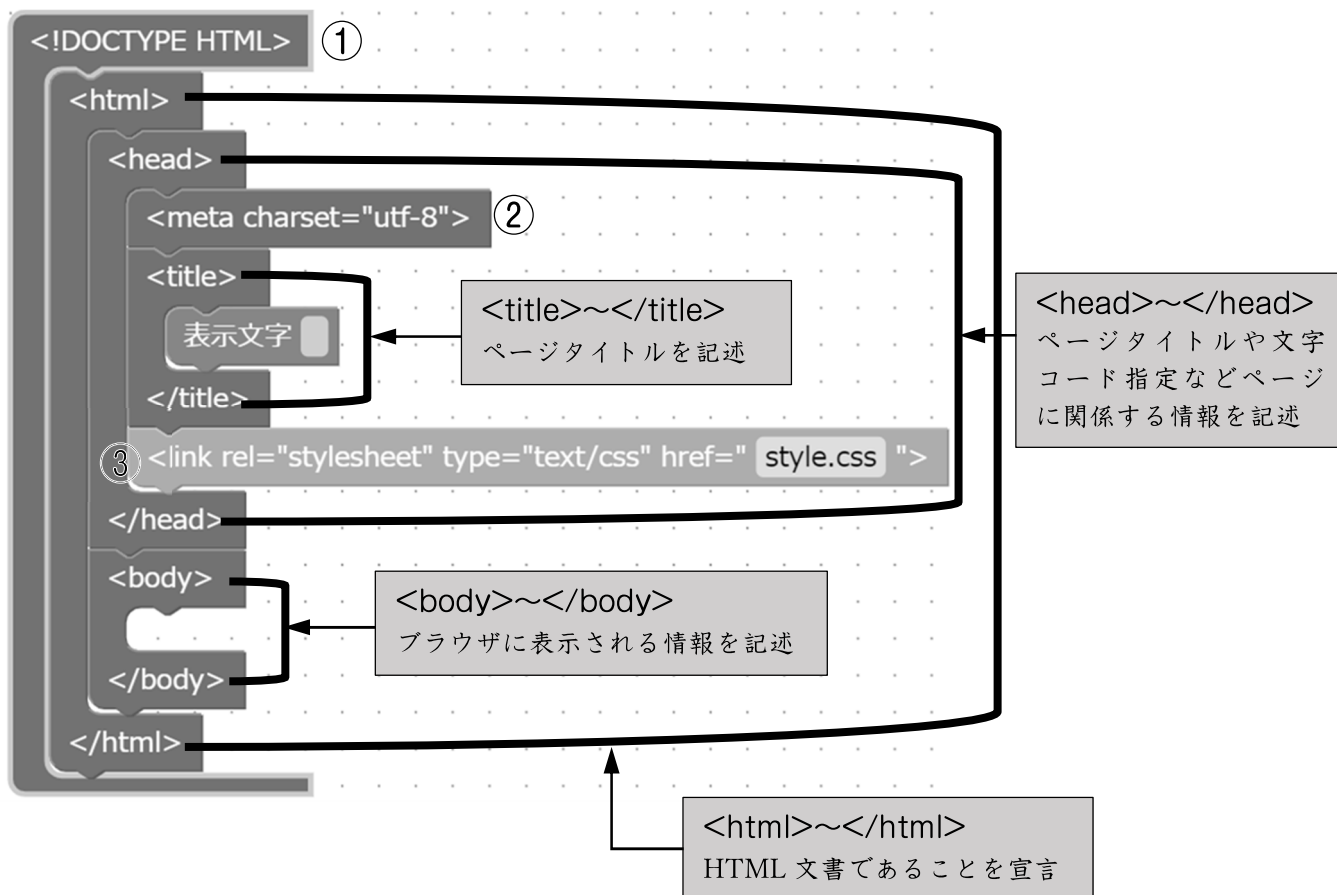 <!DOCTYPE HTML> ①
<html>
<head>
<meta charset="utf-8"> ②
<title>
表示文字
</title>
③ <link rel="stylesheet" type="text/css" href=" style.css ">
</head>
<body>
</body>
</html>
<title>～</title>
ページタイトルを記述
<head>～</head>
ページタイトルや文字
コード指定などページ
に関係する情報を記述
<body>～</body>
ブラウザに表示される情報を記述
<html>～</html>
HTML 文書であることを宣言